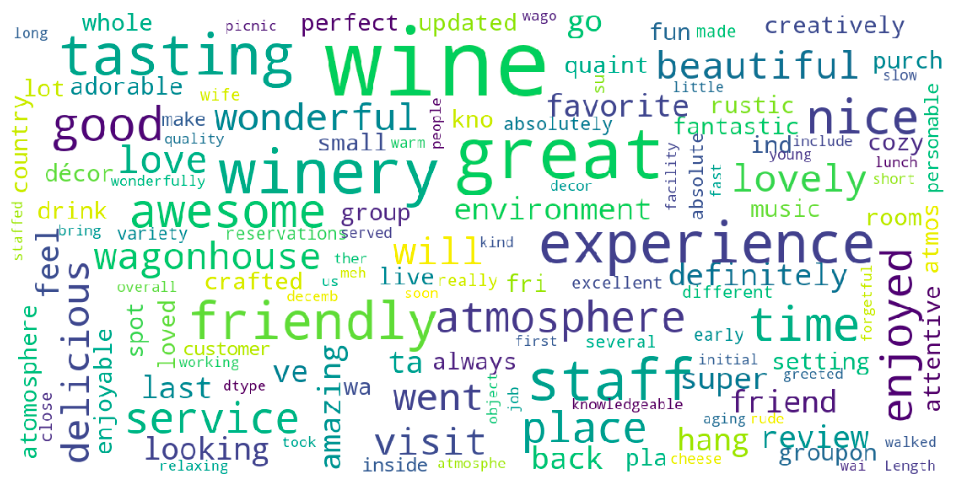 long
whole
picnic
perfect
updated
wago
go
fun
made
creatively
tasting
wine
quaint
su
beautiful
purch
slow
lot
adorable
wife
favorite
little
rustic
nice
country
good
make
wonderful
people
kno
absolutely
fantastic
ind
include
cozy
personable
quality
small
warm
great
décor
love
winery
young
lunch
wonderfully
decor
facility
absolute
fast
lovely
short
staffed
drink
awesome
group
environment
music
room
atmos
bring
variety
reservations
served
will
kind
experience
feel
wagonhouse
ther
crafted
us
mch
live
really
fri
excellent
definitely
different
forgetful
enjoyed
attentive
overall
decemb
soon
delicious
spot
loved
friendly
atmosphere
first
several
early
time
atomosphere
close
enjoyable
customer
working
amazing
ve
wa
ta
always
staff
initial
setting
greeted
last
dtype
went
object
job
knowledgeable
super
friend
service
place
aging
rude
looking
visit
back
pla
hang
review
walked
relaxing
took
inside
atmosphe
cheese
groupon
wai
Length